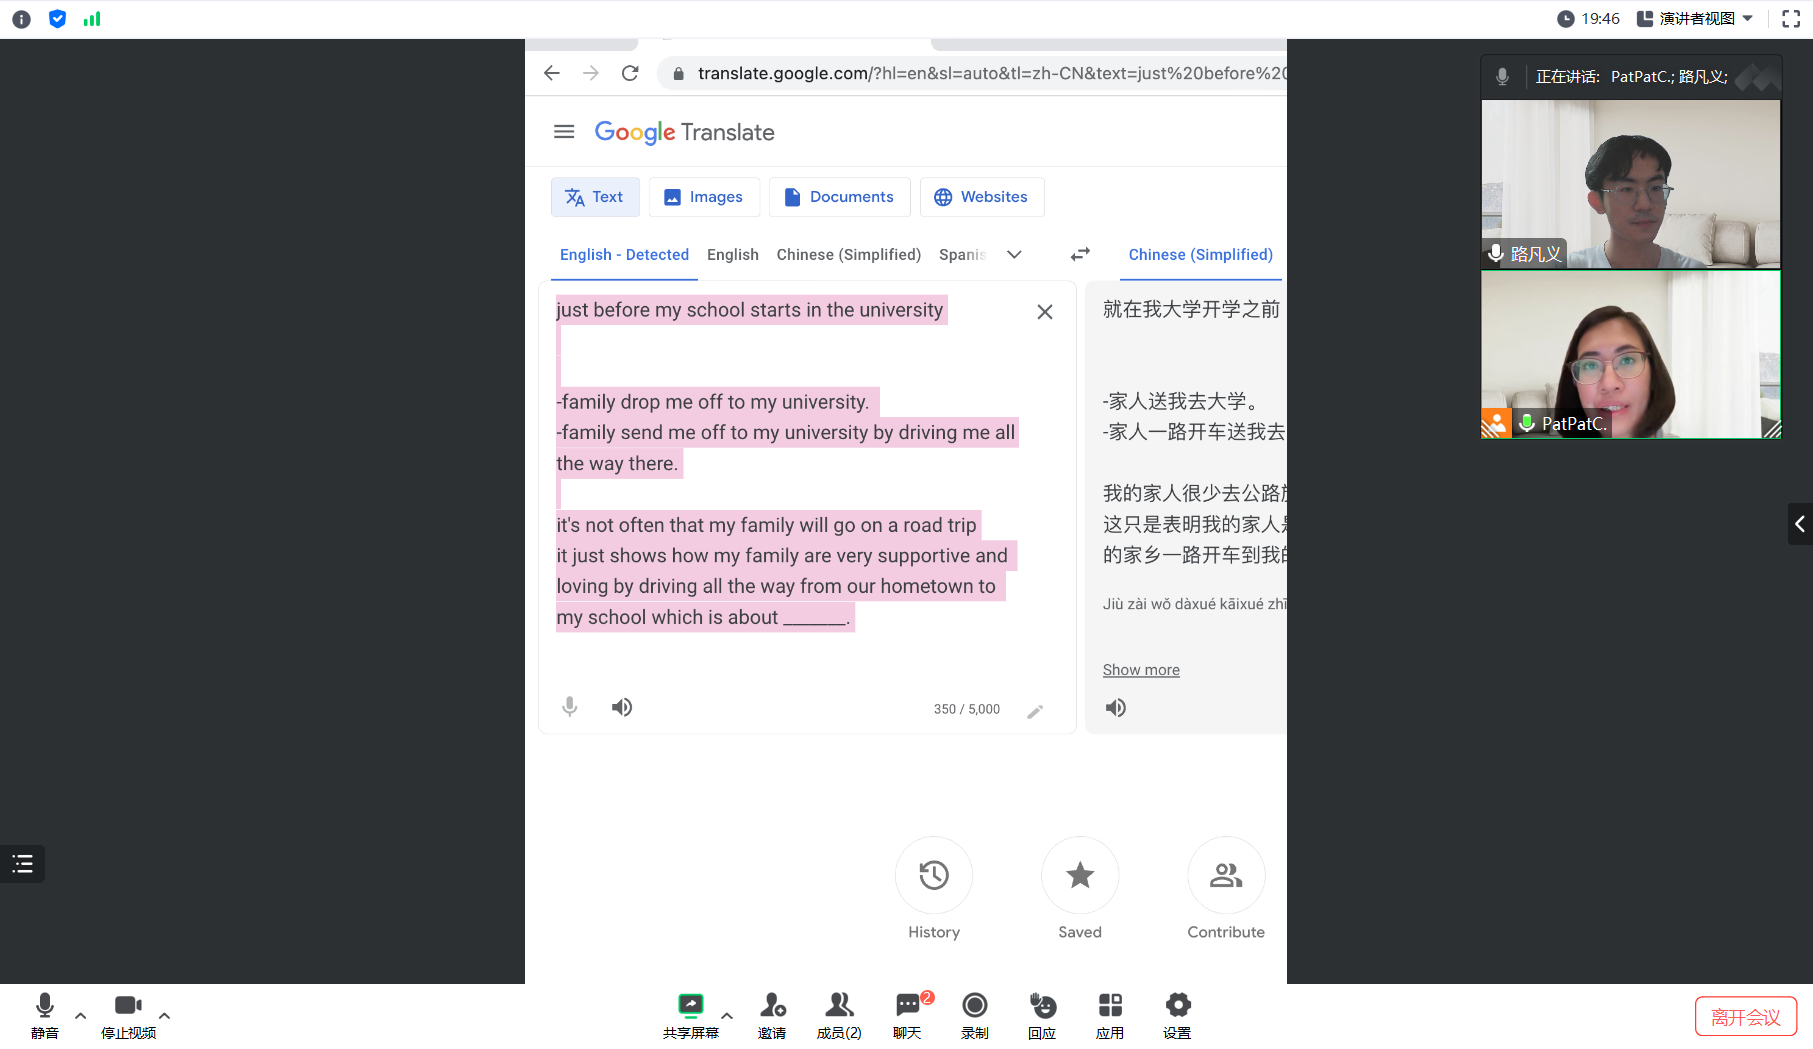 19:46
演讲者视图
translate.google.com/?hl=en&sl=auto&tl=zh-CN&text=just%20before%2
正在讲话: PatPatC.; 路凡义;
Google Translate
Text
Images
Documents
Websites
English - Detected
English
Chinese (Simplified)
Spanis
Chinese (Simplified)
just before my school starts in the university
-family drop me off to my university.
-family send me off to my university by driving me all
the way there.
it's not often that my family will go on a road trip
it just shows how my family are very supportive and
loving by driving all the way from our hometown to
my school which is about _______.
350 / 5,000
就在我大学开学之前
-家人送我去大学。
-家人一路开车送我去
我的家人很少去公路
这只是表明我的家人
的家乡一路开车到我
Jiù zài wǒ dàxué kāixué zhī
Show more
路凡义
PatPatC.
History
Saved
Contribute
静音
停止视频
共享屏幕
邀请
成员(2)
2
聊天
录制
回应
应用
设置
离开会议